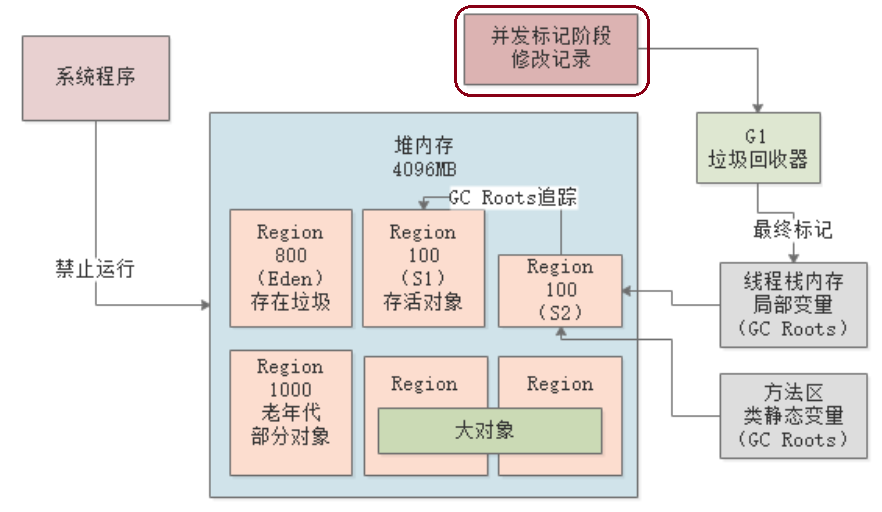 并发标记阶段
修改记录
系统程序
G1
垃圾回收器
堆内存
4096MB
GC Roots追踪
最终标记
禁止运行
Region
800
(Eden)
存在垃圾
Region
100
(S1)
存活对象
Region
100
(S2)
线程栈内存
局部变量
(GC Roots)
Region
1000
老年代
部分对象
Region
Region
大对象
方法区
类静态变量
(GC Roots)